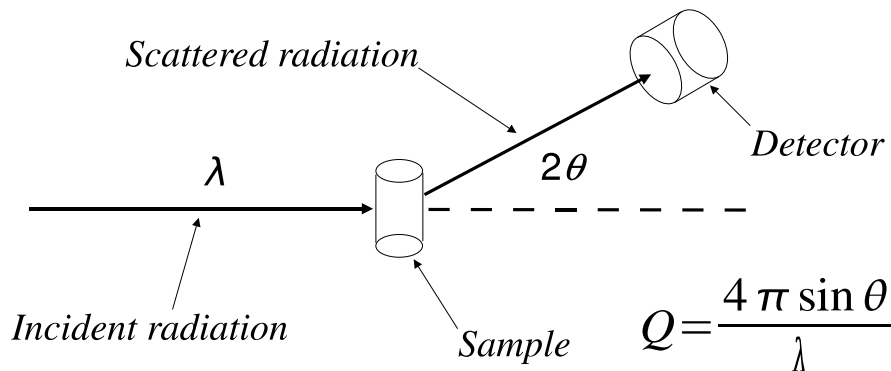 Scattered radiation
Detector
λ
2θ
Incident radiation
Sample
Q = 4 π sin θ / λ